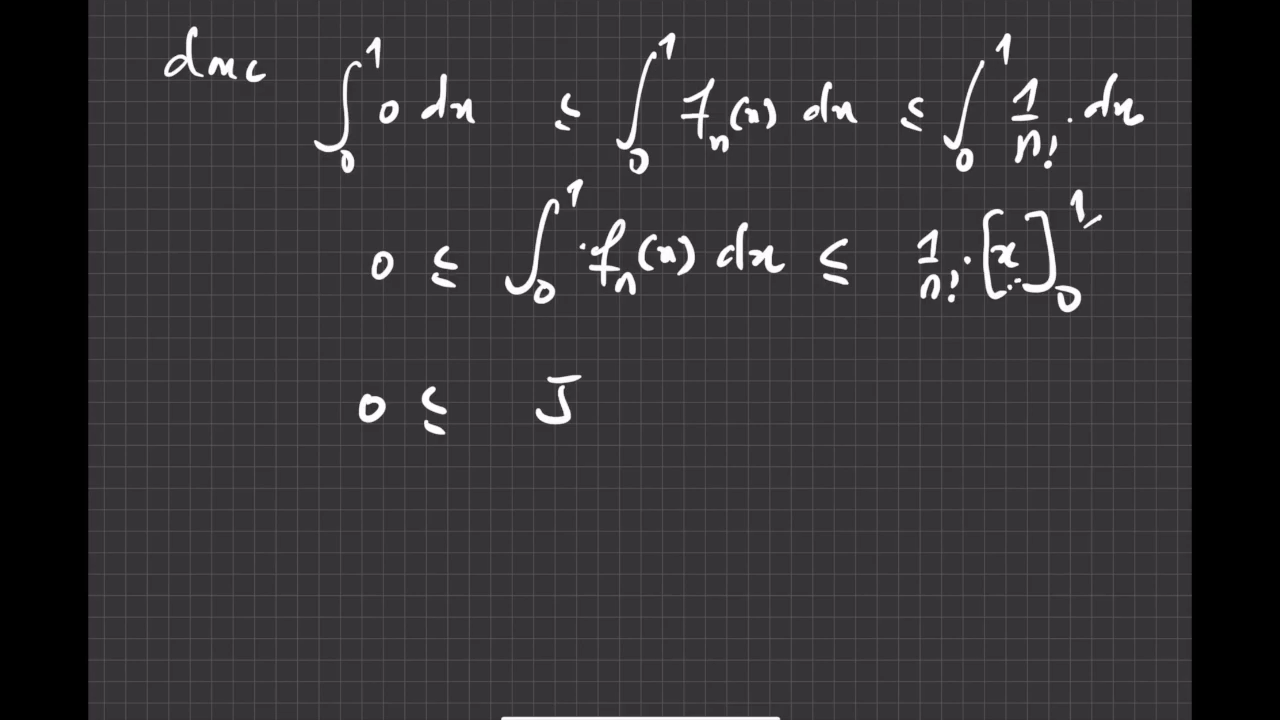 donc ∫₀¹ 0 dx ≤ ∫₀¹ fₙ(x) dx ≤ ∫₀¹ 1/n! · dx
0 ≤ ∫₀¹ fₙ(x) dx ≤ 1/n! · [x]₀¹
0 ≤ J